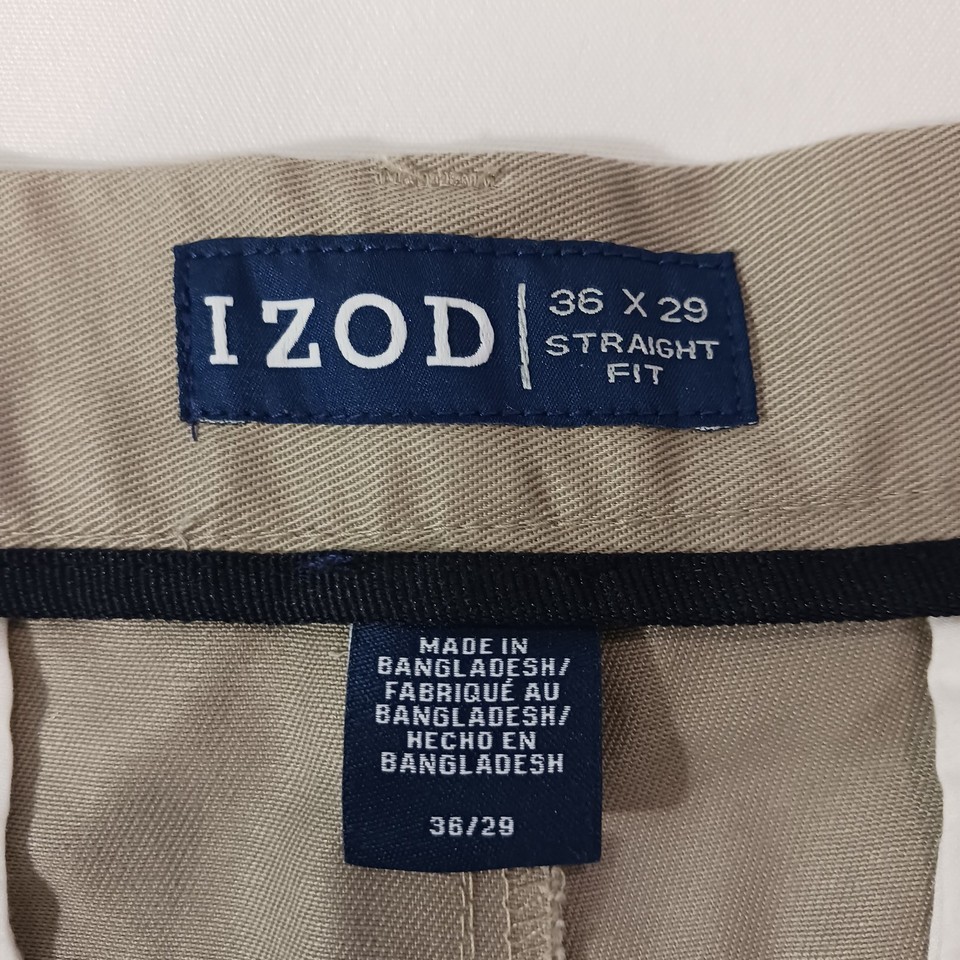 IZOD
36 X 29
STRAIGHT
FIT
MADE IN
BANGLADESH/
FABRIQUÉ AU
BANGLADESH/
HECHO EN
BANGLADESH
36/29